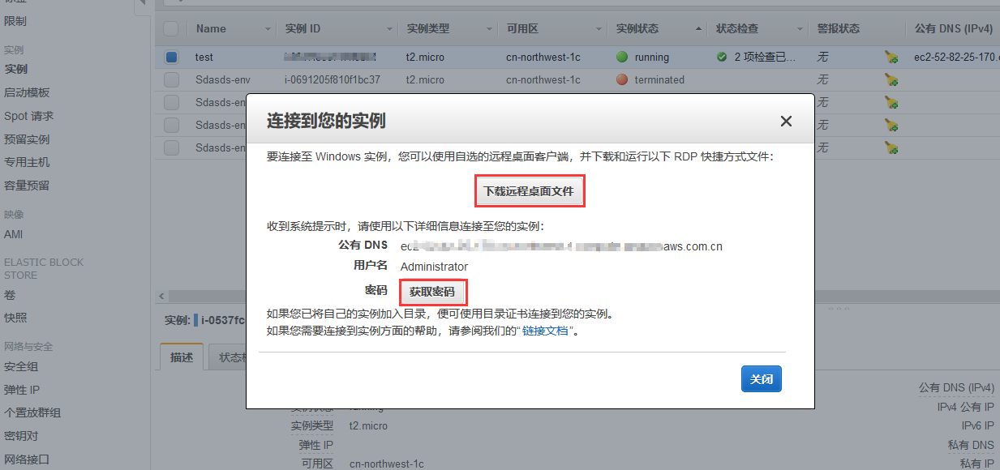 限制
实例
实例
启动模板
Spot 请求
预留实例
专用主机
容量预留
映像
AMI
ELASTIC BLOCK
STORE
卷
快照
网络与安全
安全组
弹性 IP
个置放群组
密钥对
网络接口
Name 实例 ID 实例类型 可用区 实例状态 状态检查 警报状态 公有 DNS (IPv4)
test t2.micro cn-northwest-1c running 2 项检查已... 无 ec2-52-82-25-170.
Sdasds-env i-0691205f810f1bc37 t2.micro cn-northwest-1c terminated 无
Sdasds-en 无
Sdasds-en 无
Sdasds-en 无
连接到您的实例
要连接至 Windows 实例，您可以使用自选的远程桌面客户端，并下载和运行以下 RDP 快捷方式文件：
下载远程桌面文件
收到系统提示时，请使用以下详细信息连接至您的实例：
公有 DNS ec2- aws.com.cn
用户名 Administrator
密码 获取密码
如果您已将自己的实例加入目录，便可使用目录证书连接到您的实例。
如果您需要连接到实例方面的帮助，请参阅我们的“链接文档”。
关闭
实例: i-0537fc
描述 状态
实例状态 running
实例类型 t2.micro
弹性 IP
可用区 cn-northwest-1c
公有 DNS (IPv4)
IPv4 公有 IP
IPv6 IP
私有 DNS
私有 IP